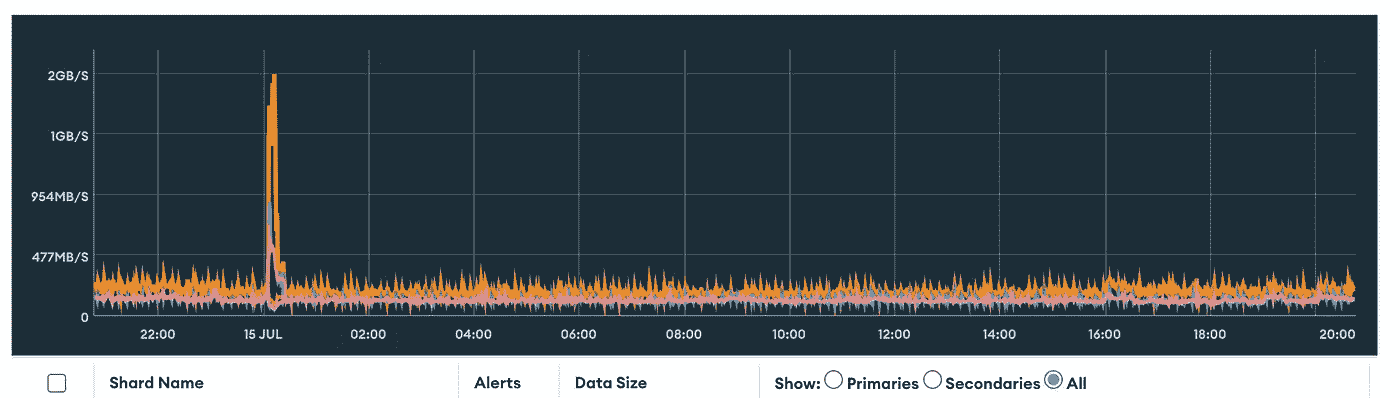 2GB/S
1GB/S
954MB/S
477MB/S
0
22:00 15 JUL 02:00 04:00 06:00 08:00 10:00 12:00 14:00 16:00 18:00 20:00
Shard Name Alerts Data Size Show: Primaries Secondaries All